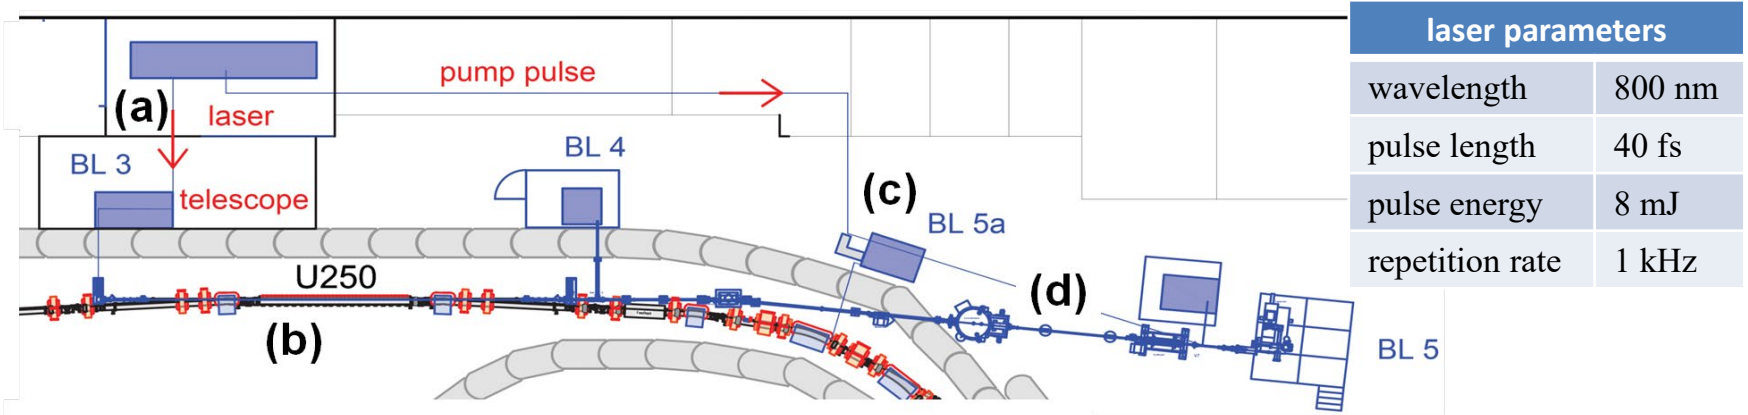 pump pulse
(a)
laser
BL 3
telescope
BL 4
(c)
BL 5a
U250
(b)
(d)
BL 5
laser parameters
wavelength 800 nm
pulse length 40 fs
pulse energy 8 mJ
repetition rate 1 kHz